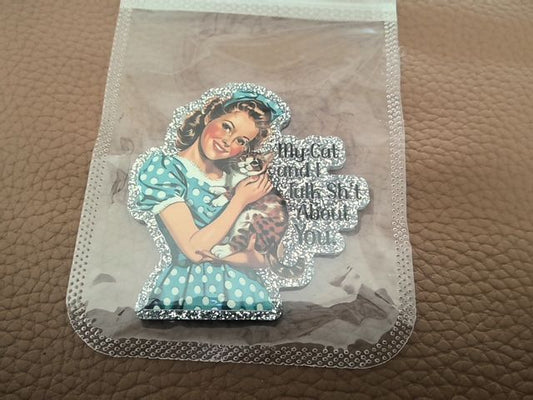 My Cat
and I
Talk Sh*t
About
You.